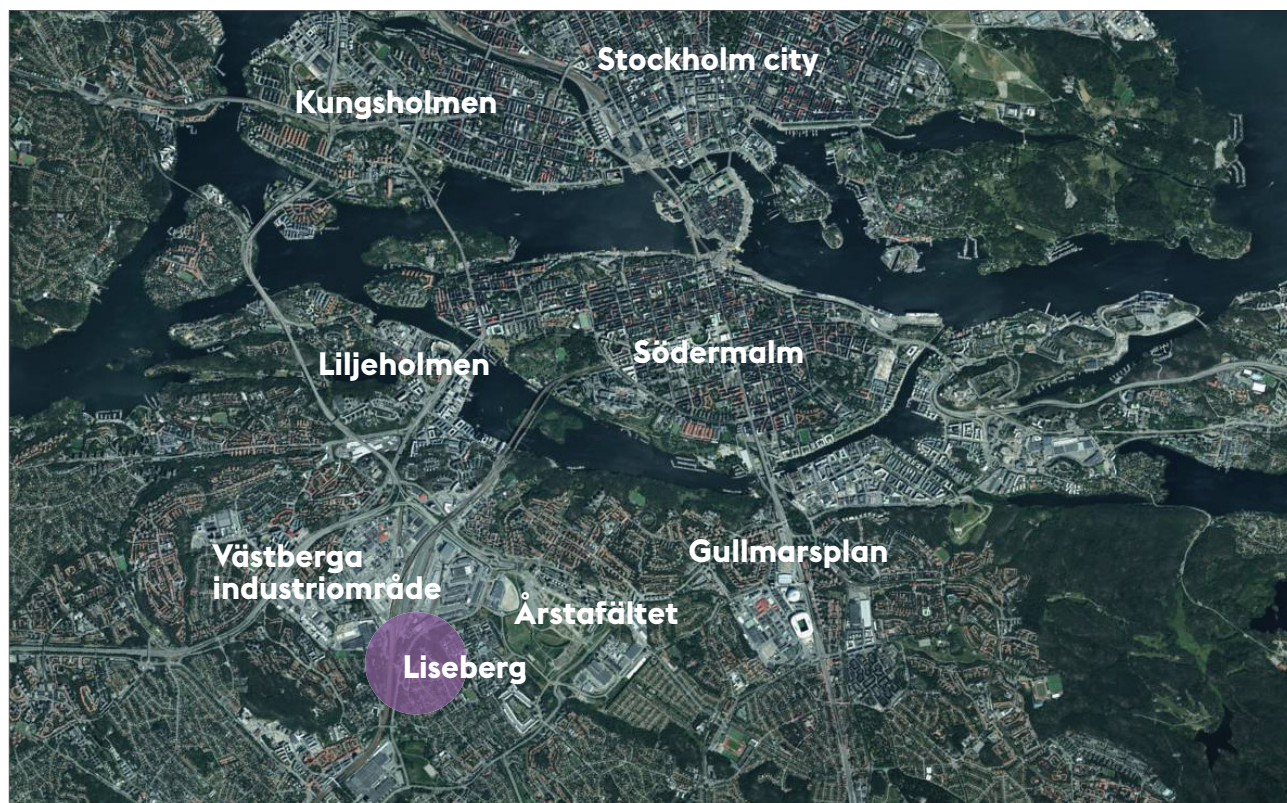 Stockholm city
Kungsholmen
Liljeholmen
Södermalm
Västberga
industriområde
Gullmarsplan
Årstafältet
Liseberg